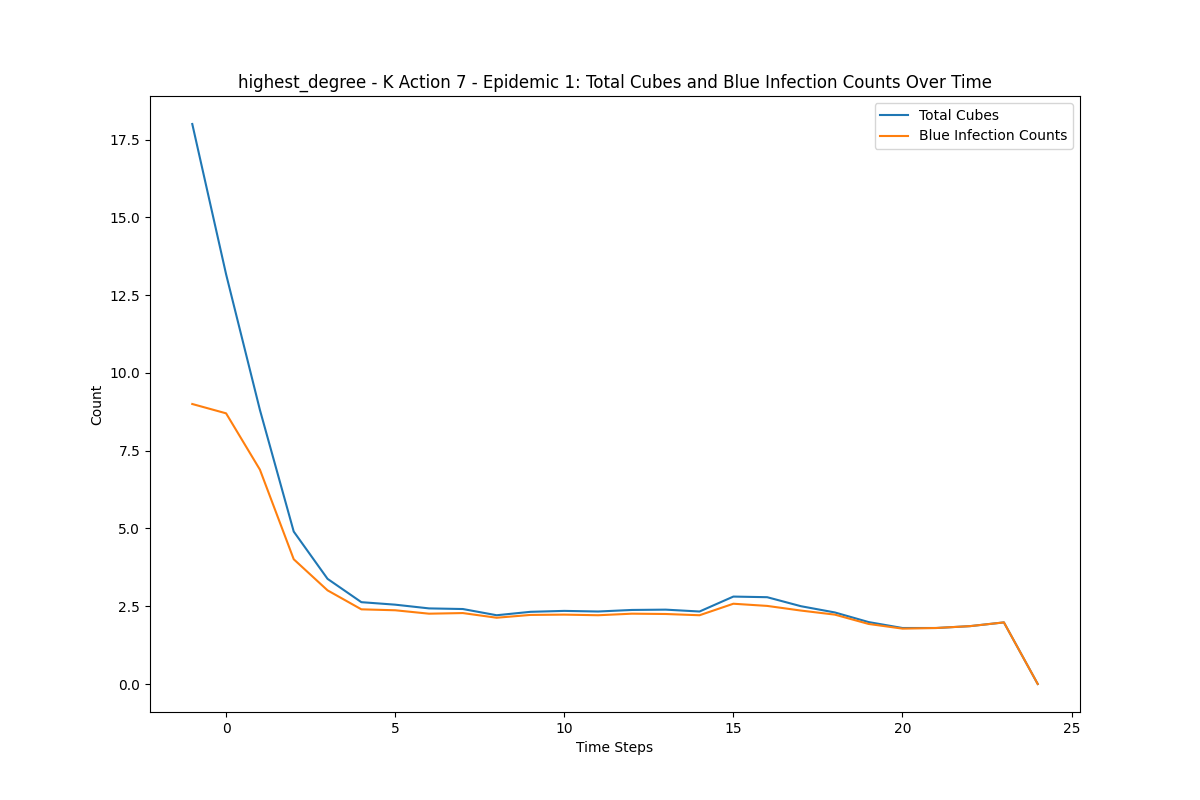 highest_degree - K Action 7 - Epidemic 1: Total Cubes and Blue Infection Counts Over Time
Total Cubes
Blue Infection Counts
17.5
15.0
12.5
10.0
7.5
5.0
2.5
0.0
Count
0 5 10 15 20 25
Time Steps